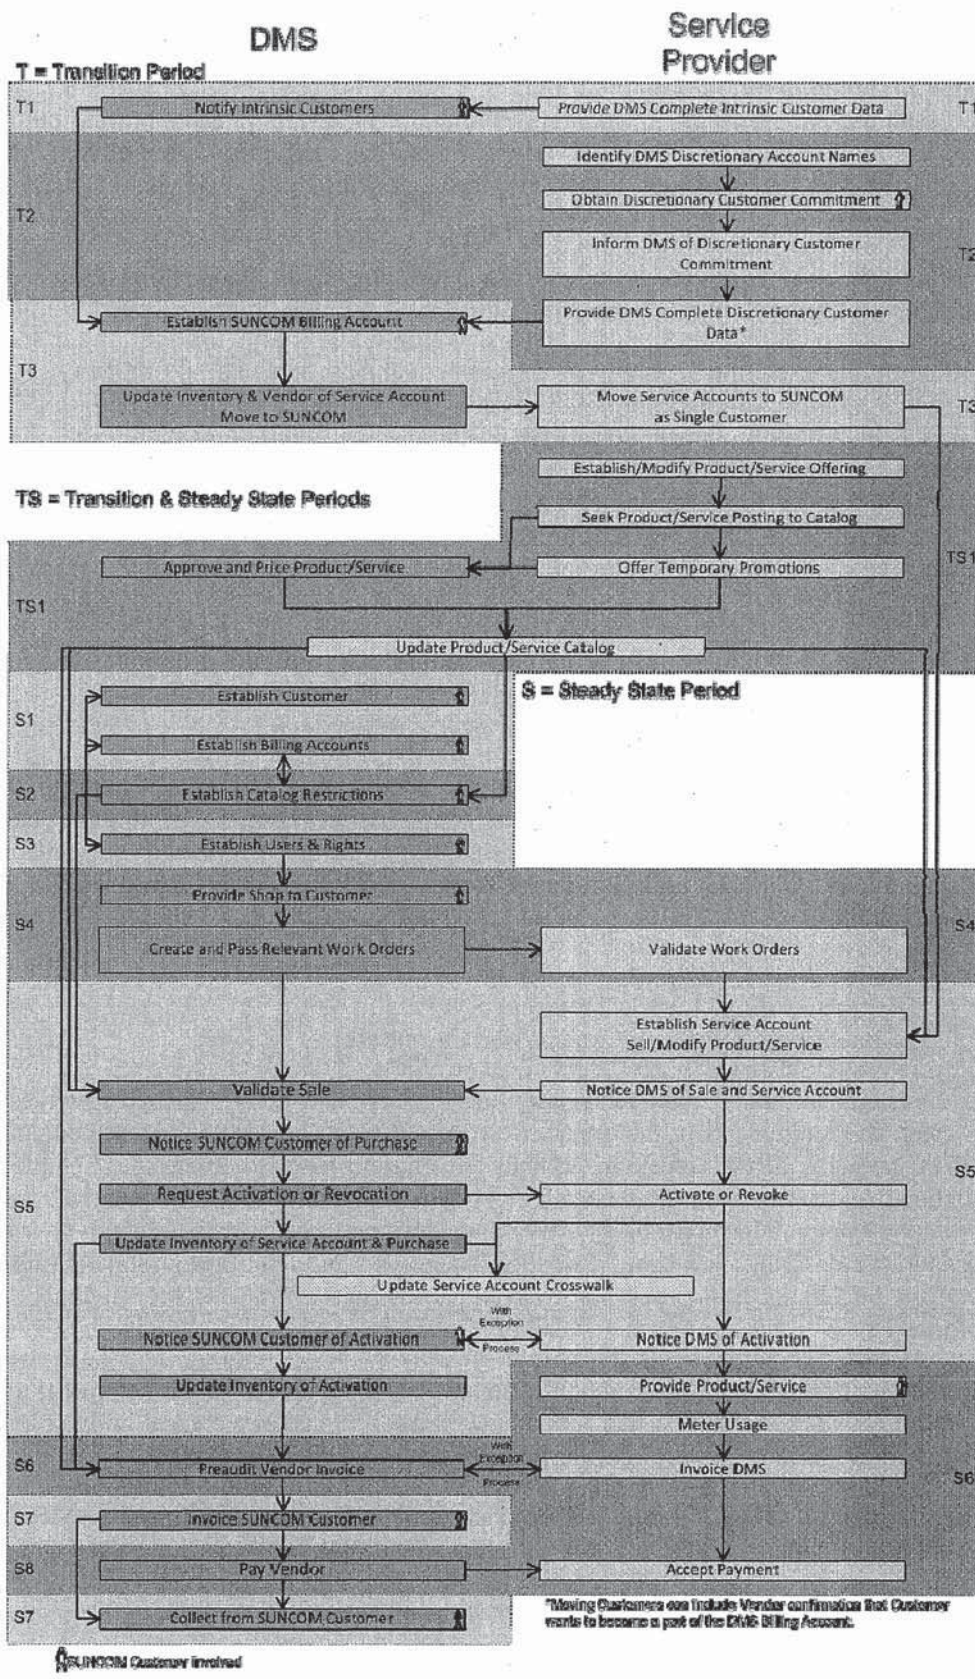 DMS
Service
Provider
T = Transition Period
T1
Notify Intrinsic Customers
Provide DMS Complete Intrinsic Customer Data
T1
Identify DMS Discretionary Account Names
T2
Obtain Discretionary Customer Commitment
Inform DMS of Discretionary Customer
Commitment
T2
Establish SUNCOM Billing Account
Provide DMS Complete Discretionary Customer
Data*
T3
Update Inventory & Vendor of Service Account
Move to SUNCOM
Move Service Accounts to SUNCOM
as Single Customer
T3
Establish/Modify Product/Service Offering
TS = Transition & Steady State Periods
Seek Product/Service Posting to Catalog
Approve and Price Product/Service
Offer Temporary Promotions
TS1
TS1
Update Product/Service Catalog
S = Steady State Period
Establish Customer
S1
Establish Billing Accounts
S2
Establish Catalog Restrictions
S3
Establish Users & Rights
Provide Shop to Customer
S4
S4
Create and Pass Relevant Work Orders
Validate Work Orders
Establish Service Account
Sell/Modify Product/Service
Validate Sale
Notice DMS of Sale and Service Account
Notice SUNCOM Customer of Purchase
S5
Request Activation or Revocation
Activate or Revoke
S5
Update Inventory of Service Account & Purchase
Update Service Account Crosswalk
With
Exception
Process
Notice SUNCOM Customer of Activation
Notice DMS of Activation
Update Inventory of Activation
Provide Product/Service
Meter Usage
With
Exception
Process
S6
Preaudit Vendor Invoice
Invoice DMS
S6
S7
Invoice SUNCOM Customer
S8
Pay Vendor
Accept Payment
S7
Collect from SUNCOM Customer
*Moving Customers can include Vendor confirmation that Customer
wants to become a part of the DMS Billing Account.
SUNCOM Customer involved